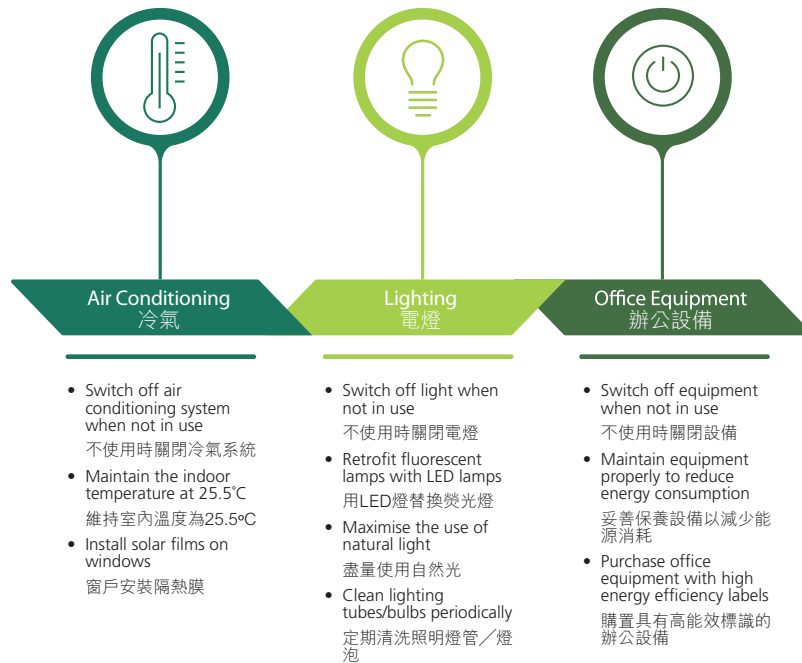 Air Conditioning
冷氣
• Switch off air
conditioning system
when not in use
不使用時關閉冷氣系統
• Maintain the indoor
temperature at 25.5˚C
維持室內溫度為25.5ºC
• Install solar films on
windows
窗戶安裝隔熱膜
Lighting
電燈
• Switch off light when
not in use
不使用時關閉電燈
• Retrofit fluorescent
lamps with LED lamps
用LED燈替換熒光燈
• Maximise the use of
natural light
盡量使用自然光
• Clean lighting
tubes/bulbs periodically
定期清洗照明燈管╱燈
泡
Office Equipment
辦公設備
• Switch off equipment
when not in use
不使用時關閉設備
• Maintain equipment
properly to reduce
energy consumption
妥善保養設備以減少能
源消耗
• Purchase office
equipment with high
energy efficiency labels
購置具有高能效標識的
辦公設備